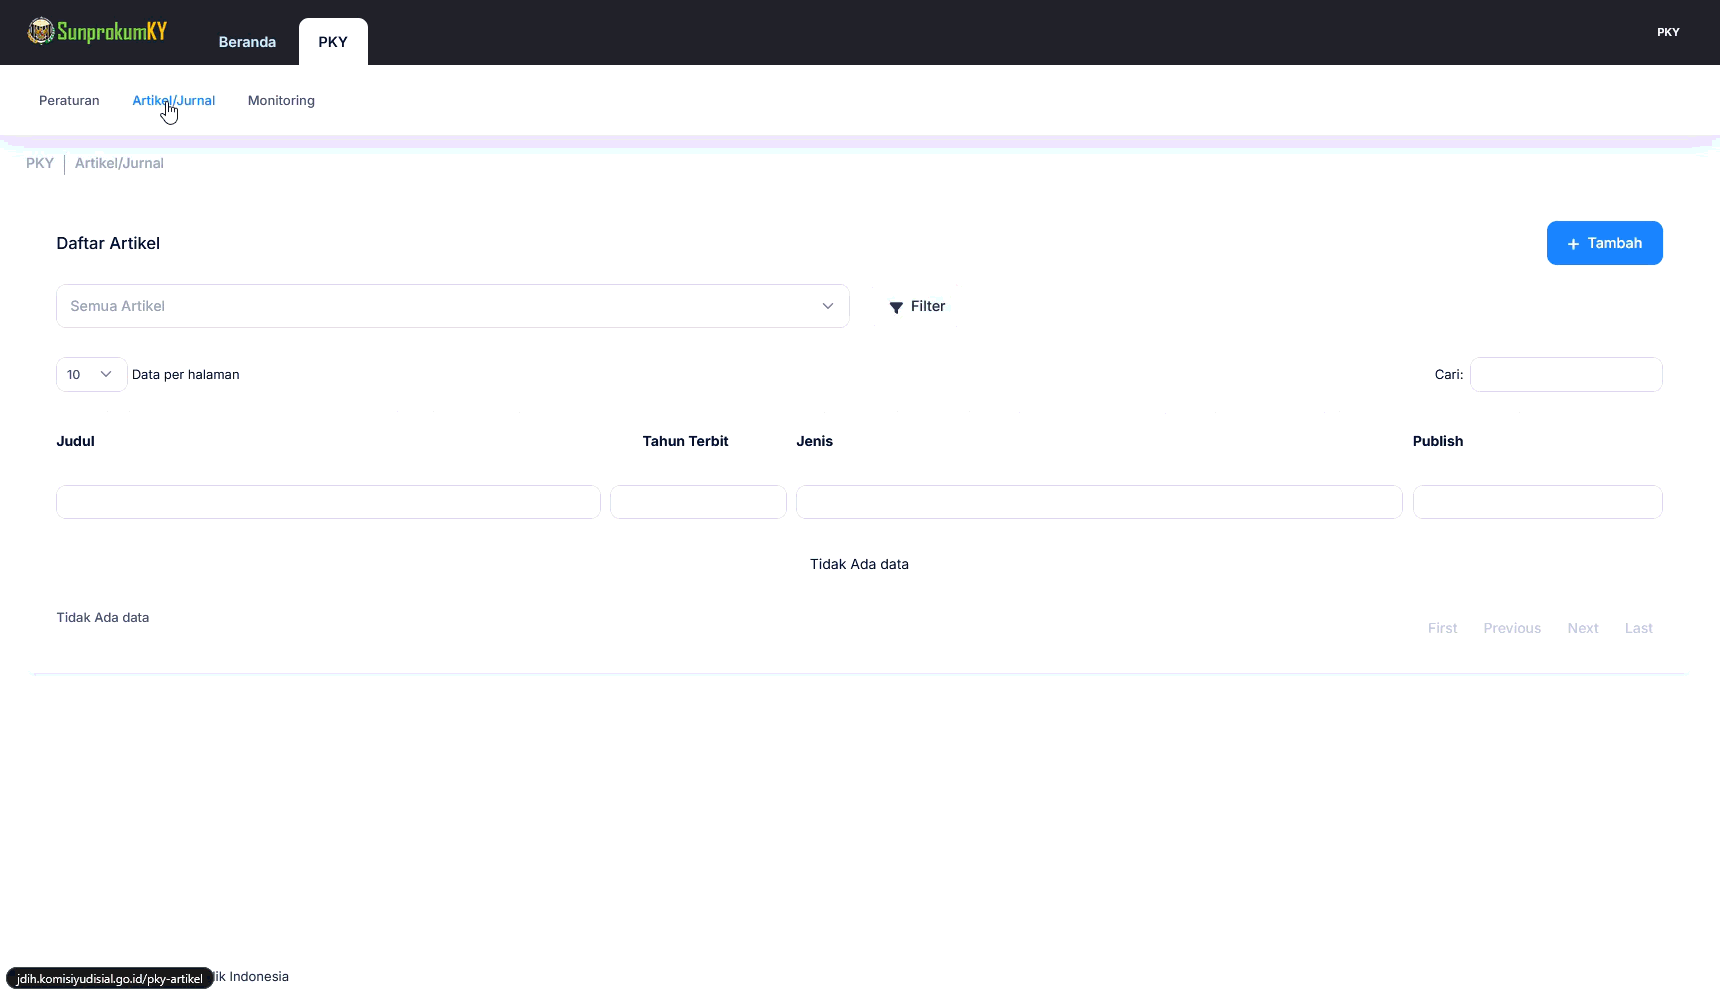 SunprokumKY
Beranda
PKY
PKY
Peraturan
Artikel/Jurnal
Monitoring
PKY
Artikel/Jurnal
Daftar Artikel
+ Tambah
Semua Artikel
Filter
10
Data per halaman
Cari:
Judul
Tahun Terbit
Jenis
Publish
Tidak Ada data
Tidak Ada data
First
Previous
Next
Last
jdih.komisiyudisial.go.id/pky-artikel
Indonesia